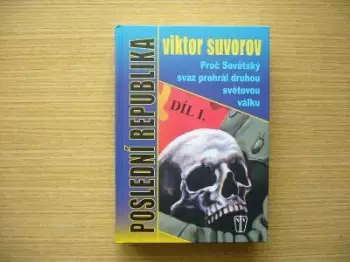 POSLEDNÍ REPUBLIKA
viktor suvorov
Proč Sovětský
svaz prohrál druhou
světovou
válku
DÍL I.